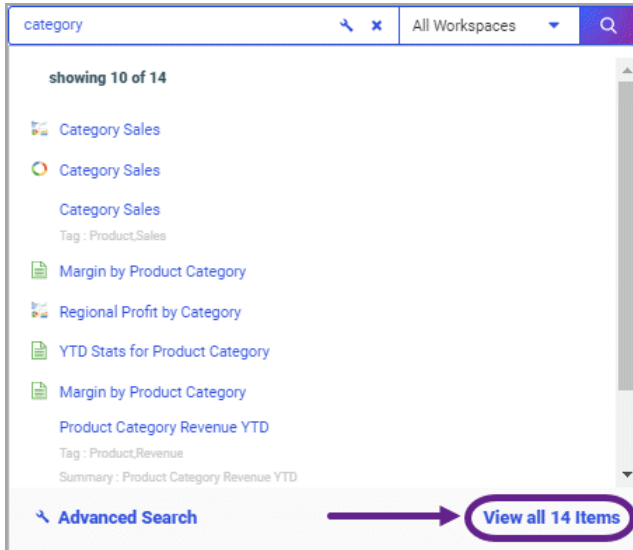 category All Workspaces
showing 10 of 14
Category Sales
Category Sales
Category Sales
Tag : Product,Sales
Margin by Product Category
Regional Profit by Category
YTD Stats for Product Category
Margin by Product Category
Product Category Revenue YTD
Tag : Product,Revenue
Summary : Product Category Revenue YTD
Advanced Search View all 14 Items